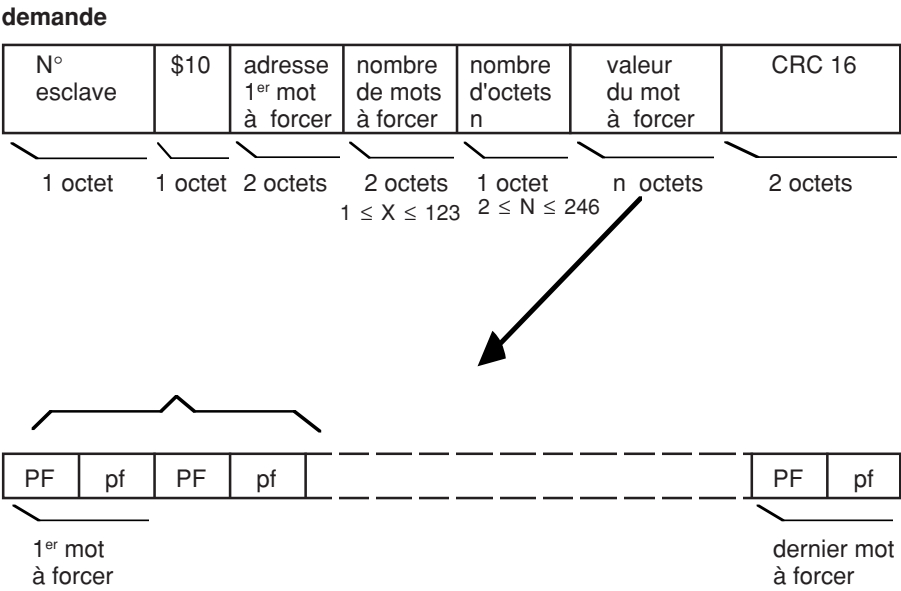 demande
N° esclave
$10
adresse 1er mot à forcer
nombre de mots à forcer
nombre d'octets n
valeur du mot à forcer
CRC 16
1 octet
1 octet
2 octets
2 octets
1 ≤ X ≤ 123
1 octet
2 ≤ N ≤ 246
n octets
2 octets
PF pf PF pf PF pf
1er mot
à forcer
dernier mot
à forcer